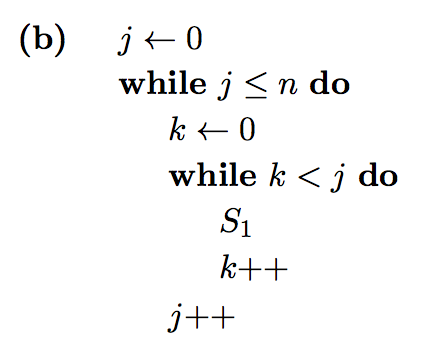 (b) j ← 0
while j ≤ n do
k ← 0
while k < j do
S₁
k++
j++